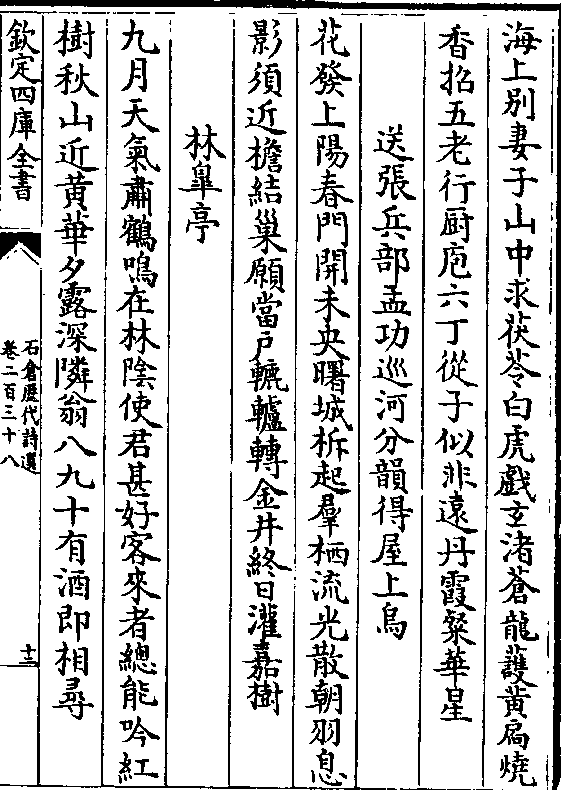 海上别妻子山中求茯苓白虎戲玄渚蒼龍護黄扄燒
香招五老行厨庖六丁從子似非遠丹霞粲華星
送張兵部孟功巡河分韻得屋上烏
花發上陽春門開未央曙城柝起羣栖流光散朝羽息
影須近檐結巢願當戸轆轤轉金井終日灌嘉樹
林臯亭
九月天氣肅鶴鳴在林陰使君甚好客來者總能吟紅
樹秋山近黄華夕露深隣翁八九十有酒即相尋
欽定四庫全書
石倉歷代詩選
卷二百三十八
十三